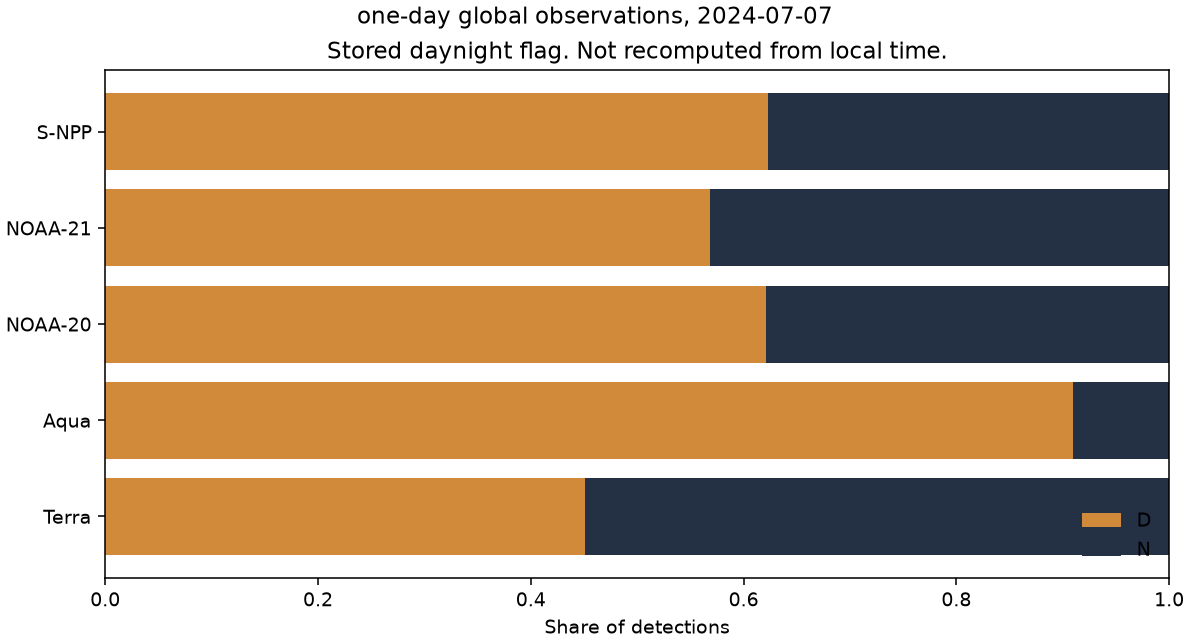 one-day global observations, 2024-07-07
Stored daynight flag. Not recomputed from local time.
S-NPP
NOAA-21
NOAA-20
Aqua
Terra
D
N
0.0 0.2 0.4 0.6 0.8 1.0
Share of detections